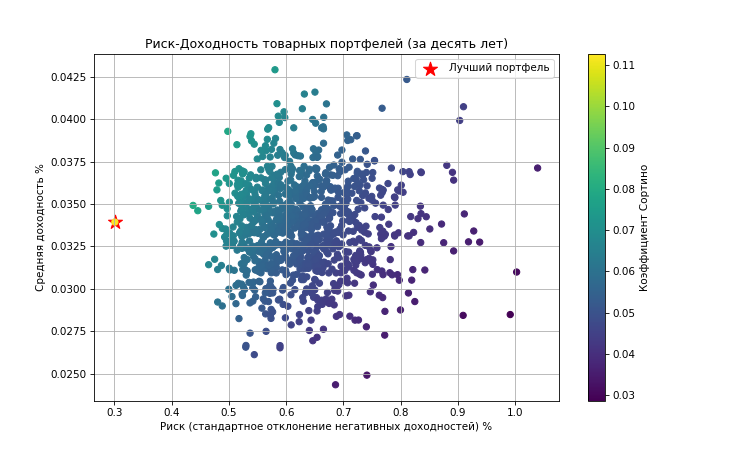 Риск-Доходность товарных портфелей (за десять лет)
Лучший портфель
Средняя доходность %
0.0425
0.0400
0.0375
0.0350
0.0325
0.0300
0.0275
0.0250
0.3 0.4 0.5 0.6 0.7 0.8 0.9 1.0
Риск (стандартное отклонение негативных доходностей) %
0.11
0.10
0.09
0.08
0.07
0.06
0.05
0.04
0.03
Коэффициент Сортино